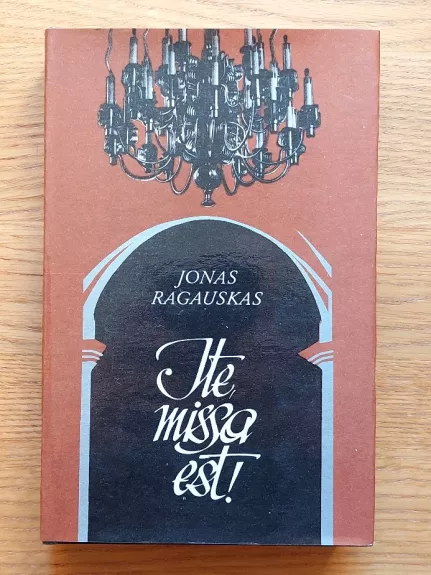 JONAS
RAGAUSKAS
Ite,
missa
est!